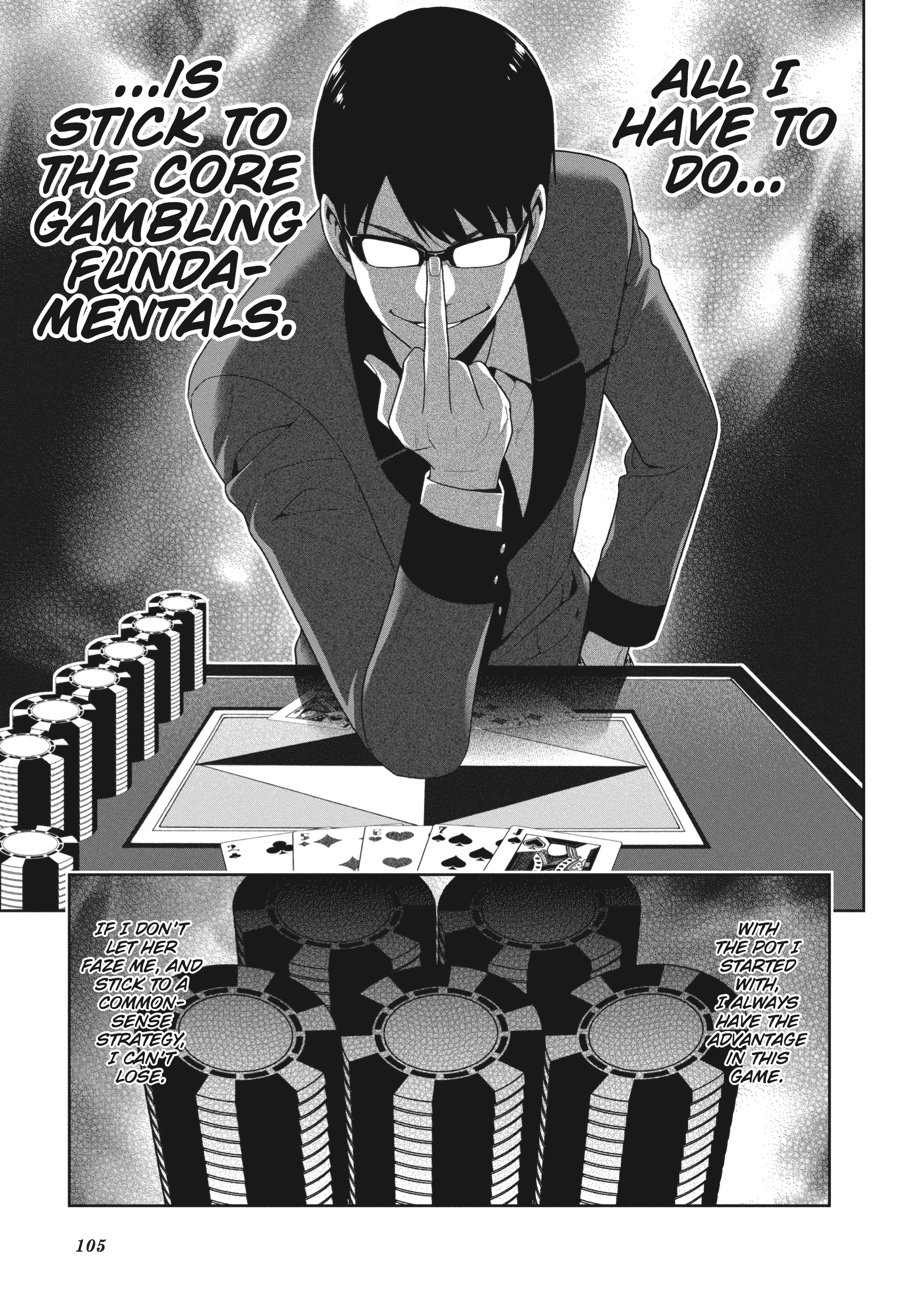 ALL I
HAVE TO
DO...
...IS
STICK TO
THE CORE
GAMBLING
FUNDA-
MENTALS.
WITH
THE POT I
STARTED
WITH,
I ALWAYS
HAVE THE
ADVANTAGE
IN THIS
GAME.
IF I DON'T
LET HER
FAZE ME, AND
STICK TO A
COMMON-
SENSE
STRATEGY,
I CAN'T
LOSE.
105